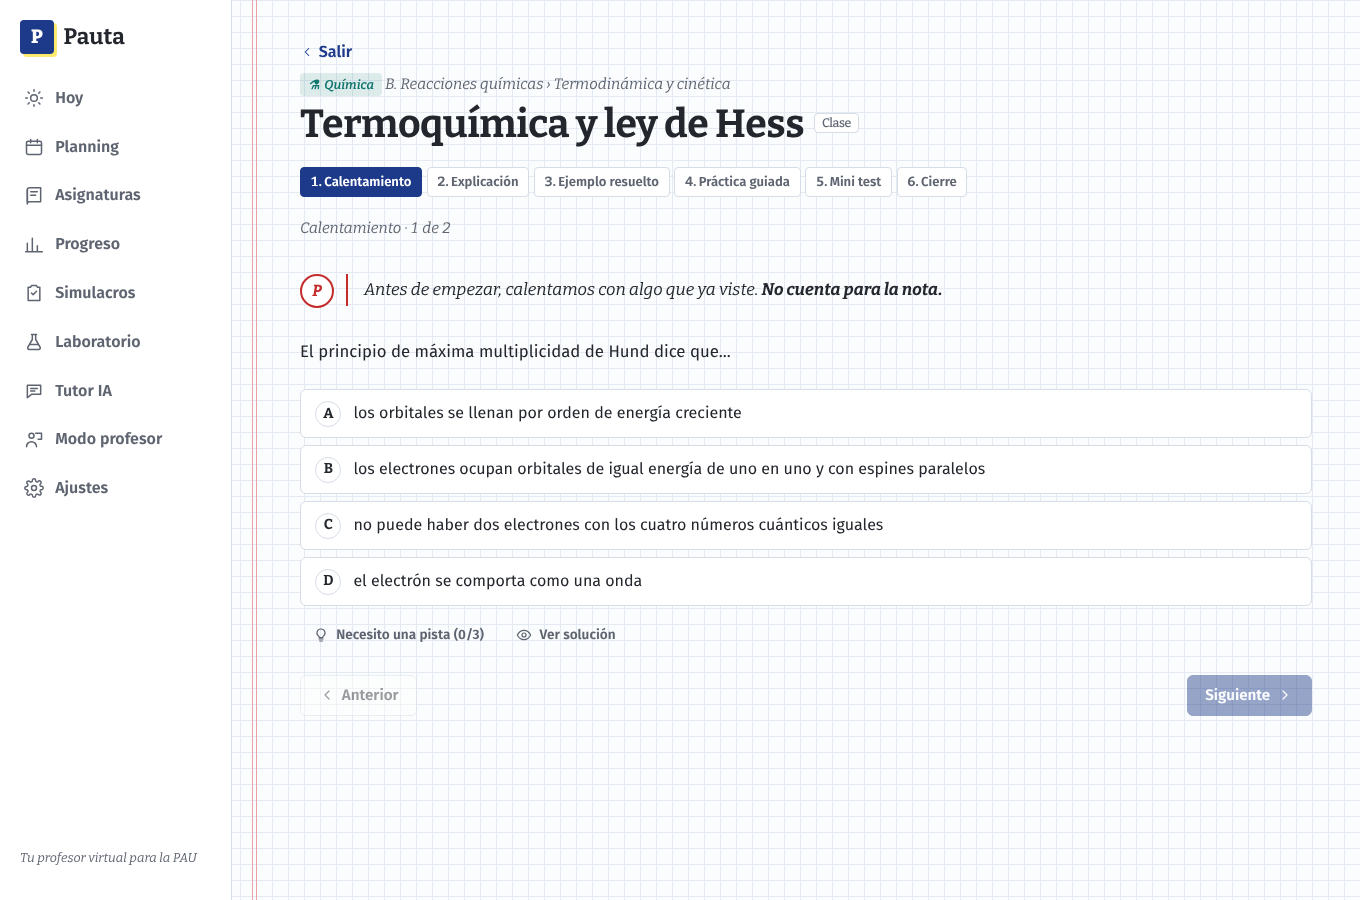 P Pauta
Hoy
Planning
Asignaturas
Progreso
Simulacros
Laboratorio
Tutor IA
Modo profesor
Ajustes
Tu profesor virtual para la PAU
Salir
Química B. Reacciones químicas › Termodinámica y cinética
Termoquímica y ley de Hess Clase
1. Calentamiento 2. Explicación 3. Ejemplo resuelto 4. Práctica guiada 5. Mini test 6. Cierre
Calentamiento · 1 de 2
P Antes de empezar, calentamos con algo que ya viste. No cuenta para la nota.
El principio de máxima multiplicidad de Hund dice que...
A los orbitales se llenan por orden de energía creciente
B los electrones ocupan orbitales de igual energía de uno en uno y con espines paralelos
C no puede haber dos electrones con los cuatro números cuánticos iguales
D el electrón se comporta como una onda
Necesito una pista (0/3) Ver solución
Anterior Siguiente